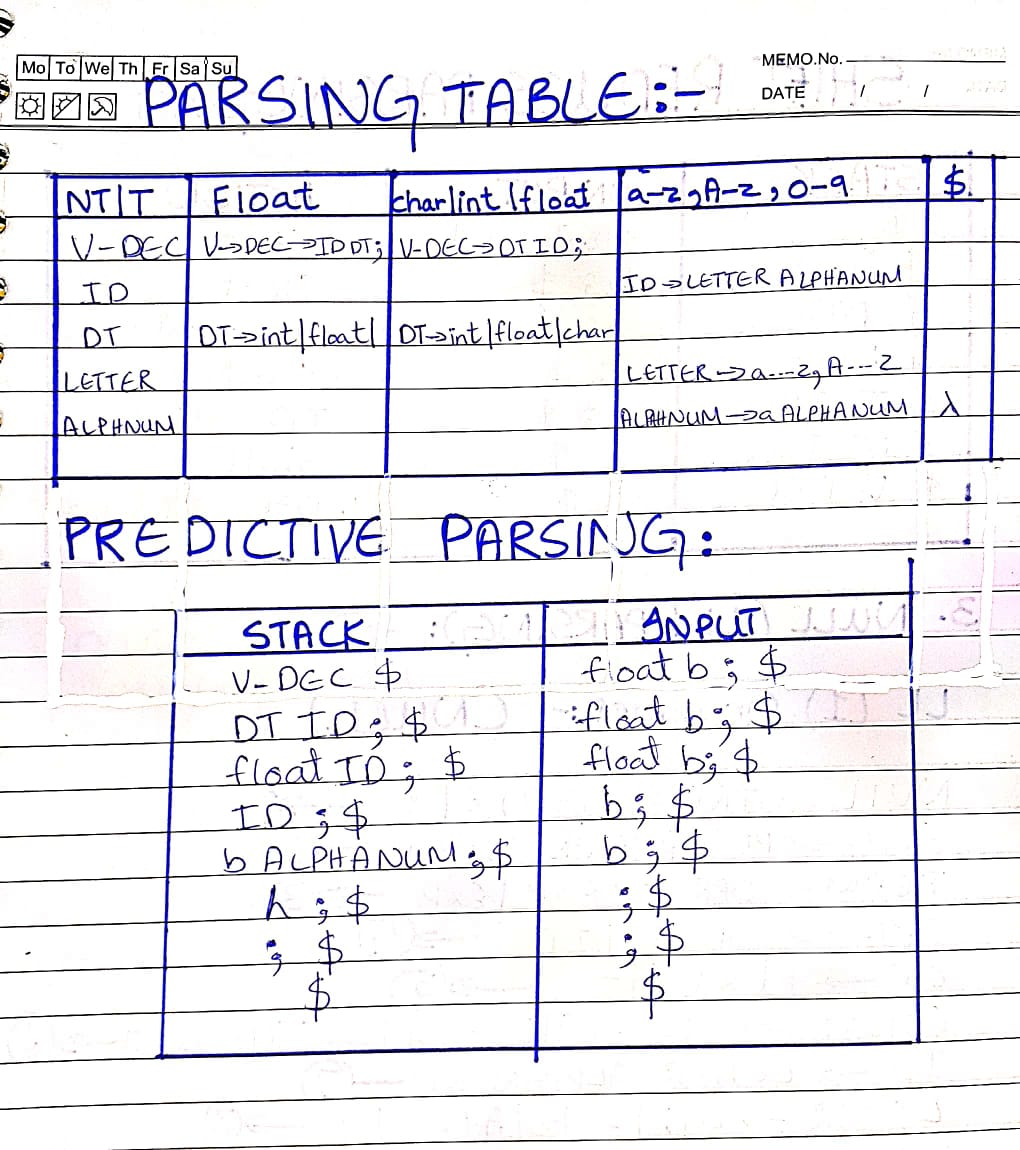 Mo To We Th Fr Sa Su
MEMO.No.
DATE / /
PARSING TABLE:-
NT|T Float char|int|float a-z, A-Z, 0-9 $
V-DEC V->DEC->ID DT; V-DEC->DT ID;
ID ID->LETTER ALPHANUM
DT DT->int|float| DT->int|float|char
LETTER LETTER->a---z, A---Z
ALPHNUM ALPHNUM->a ALPHANUM λ
PREDICTIVE PARSING:
STACK INPUT
V-DEC $ float b ; $
DT ID ; $ float b ; $
float ID ; $ float b; $
ID ; $ b ; $
b ALPHANUM ; $ b ; $
λ ; $ ; $
; $ ; $
$ $